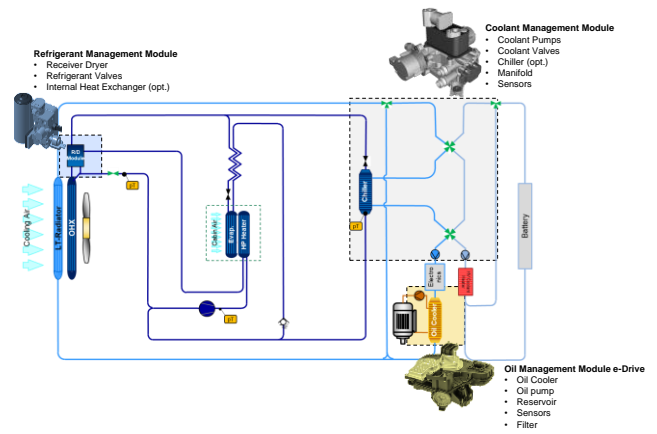 Coolant Management Module
• Coolant Pumps
• Coolant Valves
• Chiller (opt.)
• Manifold
• Sensors
Refrigerant Management Module
• Receiver Dryer
• Refrigerant Valves
• Internal Heat Exchanger (opt.)
R/D
Module
pT
Cooling Air
LT-Radiator
OHX
Cabin Air
Evap.
HP Heater
pT
Chiller
pT
Battery
Electro
nics
Oil Cooler
Oil Management Module e-Drive
• Oil Cooler
• Oil pump
• Reservoir
• Sensors
• Filter